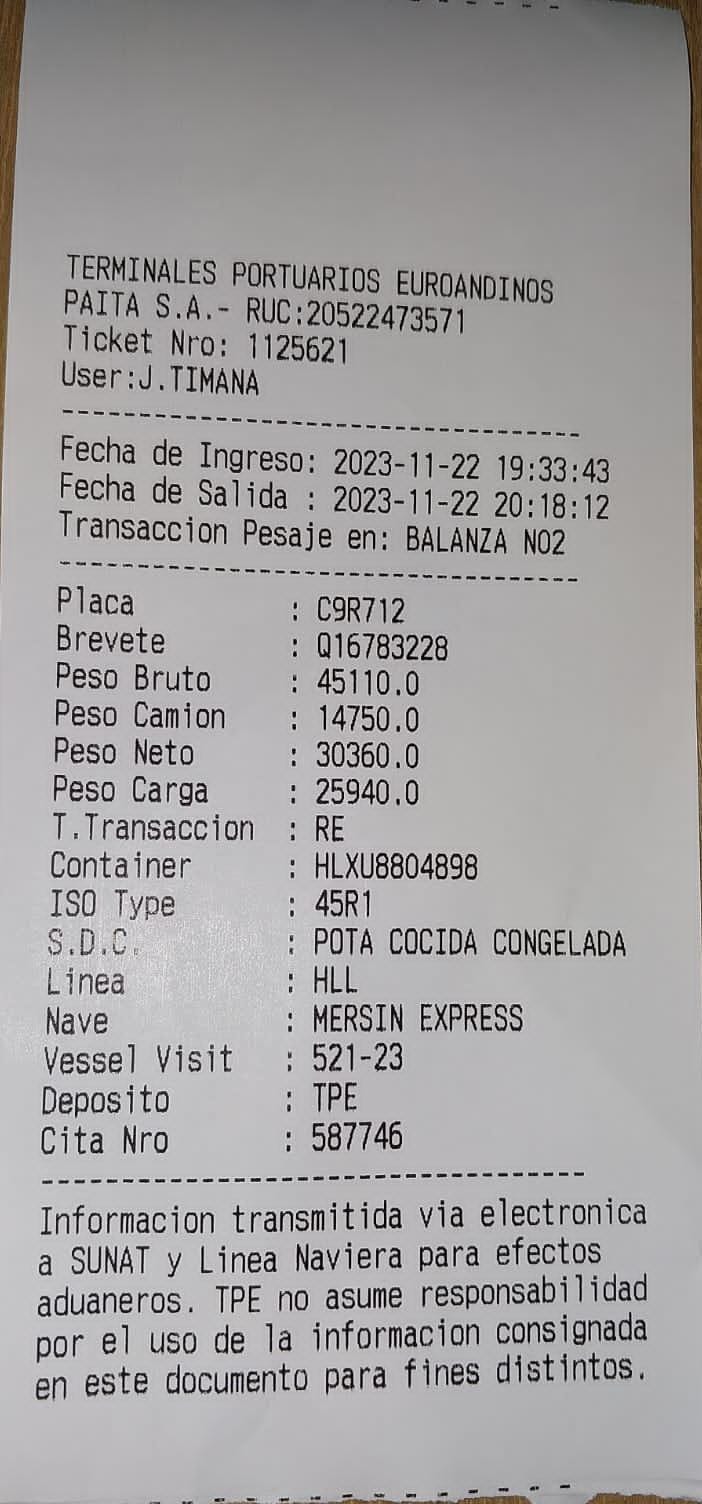 TERMINALES PORTUARIOS EUROANDINOS
PAITA S.A.- RUC:20522473571
Ticket Nro: 1125621
User:J.TIMANA
---------------------------------
Fecha de Ingreso: 2023-11-22 19:33:43
Fecha de Salida : 2023-11-22 20:18:12
Transaccion Pesaje en: BALANZA NO2
---------------------------------
Placa : C9R712
Brevete : Q16783228
Peso Bruto : 45110.0
Peso Camion : 14750.0
Peso Neto : 30360.0
Peso Carga : 25940.0
T.Transaccion : RE
Container : HLXU8804898
ISO Type : 45R1
S.D.C. : POTA COCIDA CONGELADA
Linea : HLL
Nave : MERSIN EXPRESS
Vessel Visit : 521-23
Deposito : TPE
Cita Nro : 587746
---------------------------------
Informacion transmitida via electronica
a SUNAT y Linea Naviera para efectos
aduaneros. TPE no asume responsabilidad
por el uso de la informacion consignada
en este documento para fines distintos.